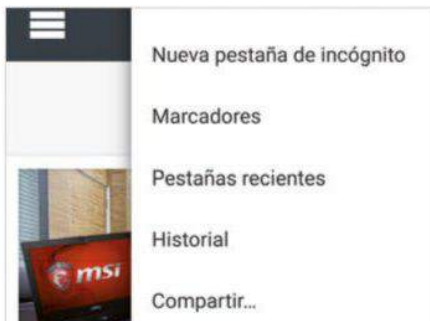 Nueva pestaña de incógnito
Marcadores
Pestañas recientes
Historial
msi
Compartir...